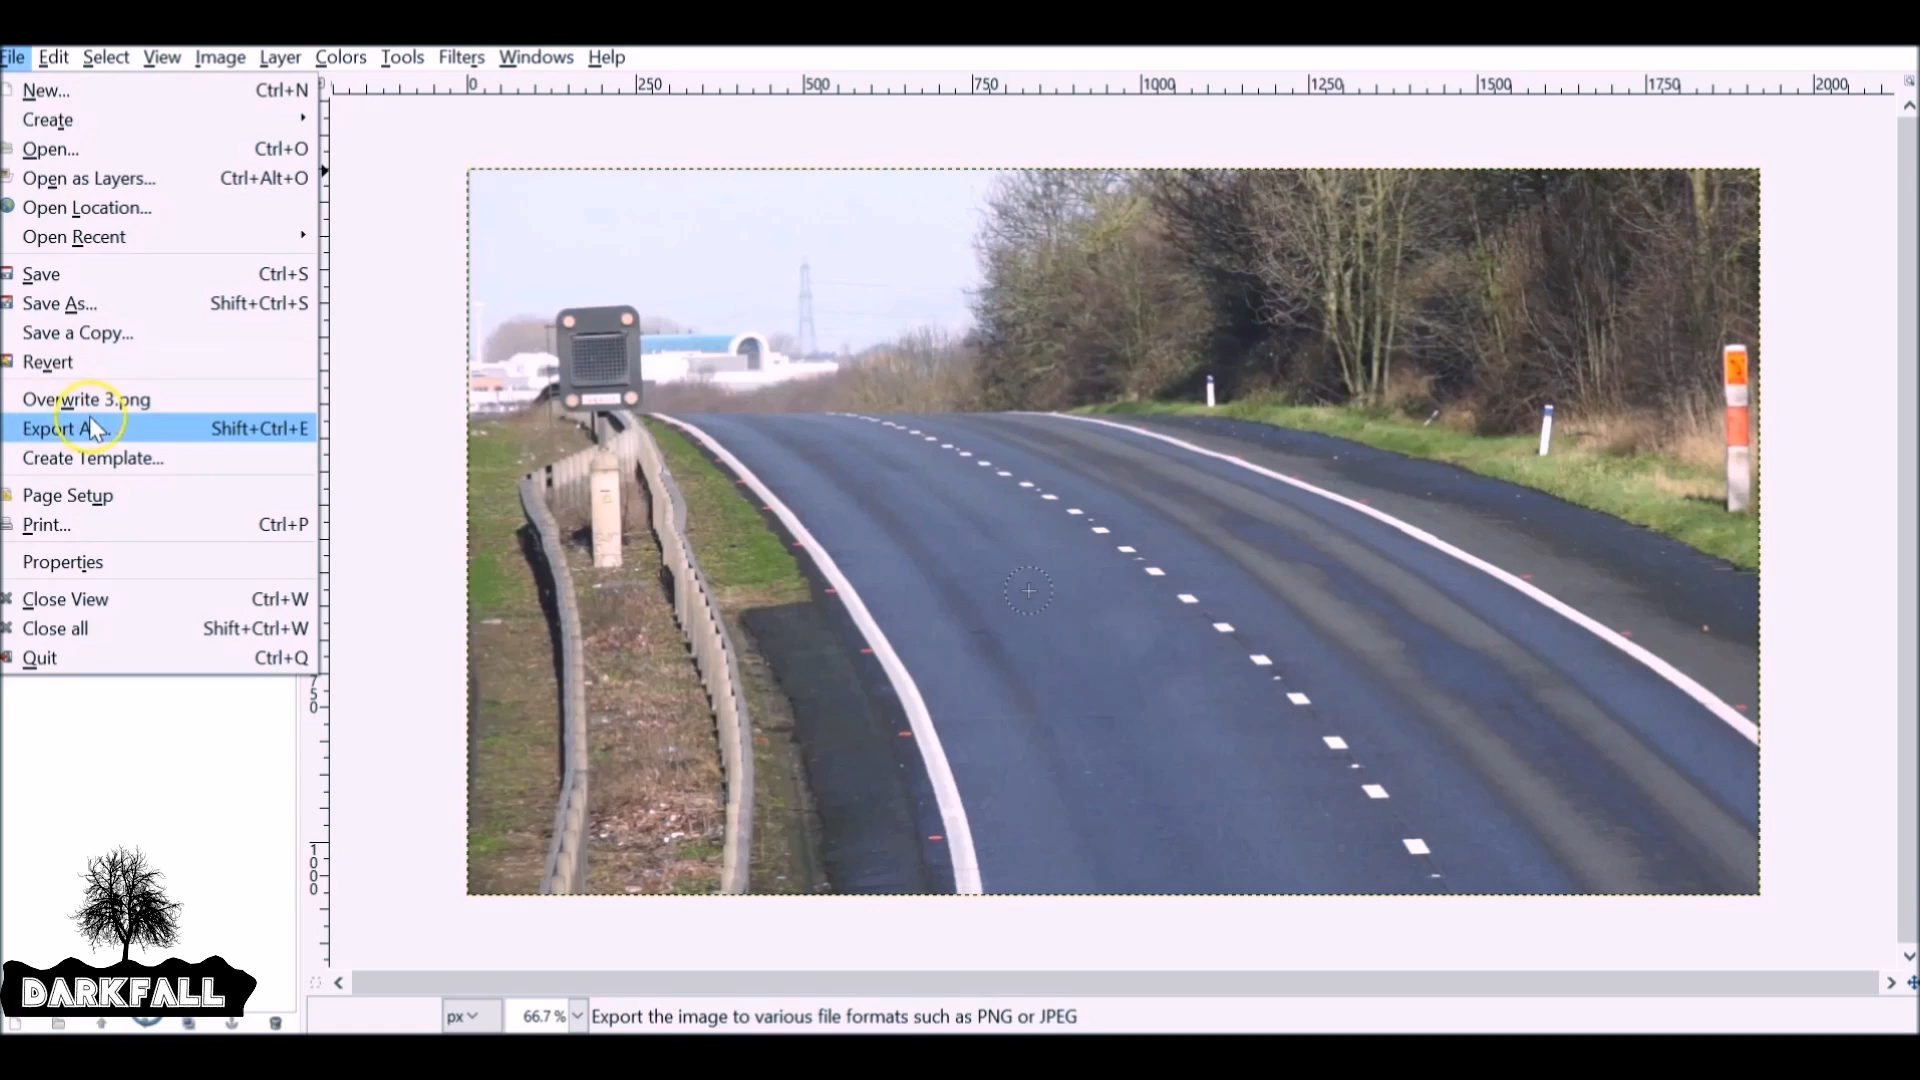 File Edit Select View Image Layer Colors Tools Filters Windows Help
New... Ctrl+N
Create
Open... Ctrl+O
Open as Layers... Ctrl+Alt+O
Open Location...
Open Recent
Save Ctrl+S
Save As... Shift+Ctrl+S
Save a Copy...
Revert
Overwrite 3.png
Export Shift+Ctrl+E
Create Template...
Page Setup
Print... Ctrl+P
Properties
Close View Ctrl+W
Close all Shift+Ctrl+W
Quit Ctrl+Q
0 250 500 750 1000 1250 1500 1750 2000
750
1000
DARKFALL
px 66.7 % Export the image to various file formats such as PNG or JPEG